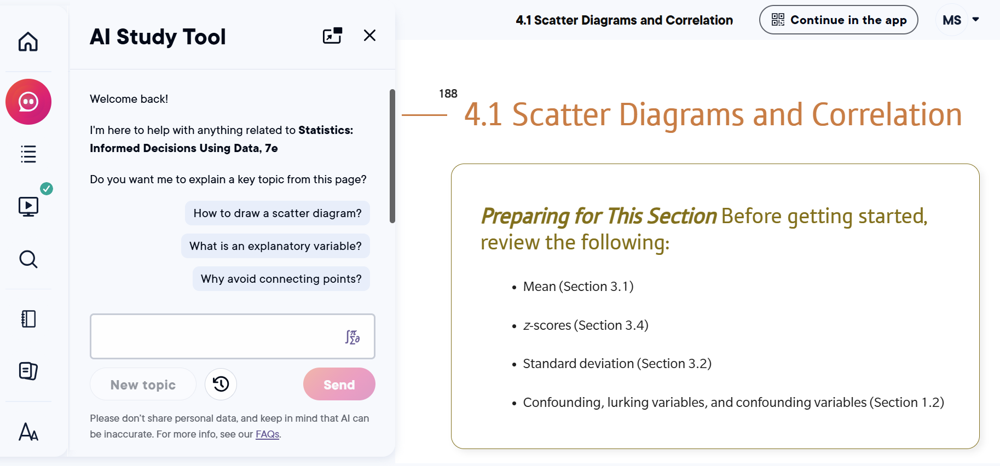 AI Study Tool
Welcome back!
I'm here to help with anything related to Statistics:
Informed Decisions Using Data, 7e
Do you want me to explain a key topic from this page?
How to draw a scatter diagram?
What is an explanatory variable?
Why avoid connecting points?
∫π∑∂
New topic
Send
Please don’t share personal data, and keep in mind that AI can
be inaccurate. For more info, see our FAQs.
AA
4.1 Scatter Diagrams and Correlation
Continue in the app
MS
188
4.1 Scatter Diagrams and Correlation
Preparing for This Section Before getting started,
review the following:
• Mean (Section 3.1)
• z-scores (Section 3.4)
• Standard deviation (Section 3.2)
• Confounding, lurking variables, and confounding variables (Section 1.2)